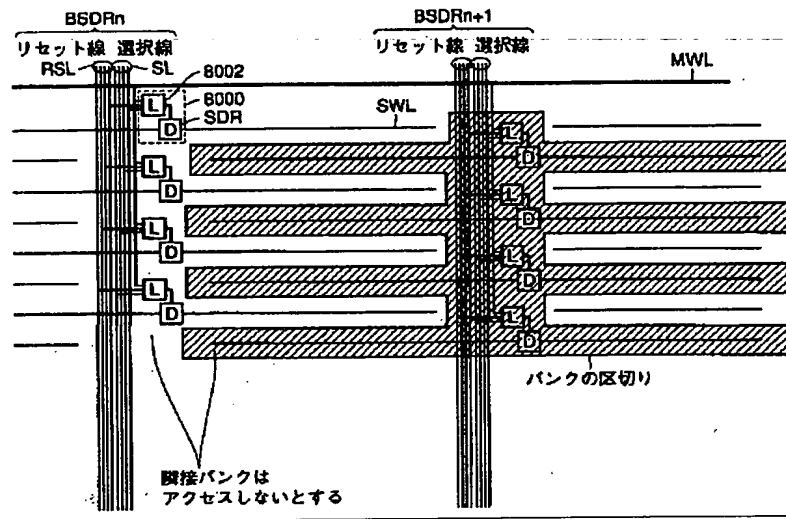 BSDRn
BSDRn+1
リセット線 選択線
リセット線 選択線
RSL
SL
8002
8000
SDR
SWL
MWL
L
D
L
D
L
D
L
D
L
D
L
D
L
D
L
D
バンクの区切り
隣接バンクは
アクセスしないとする